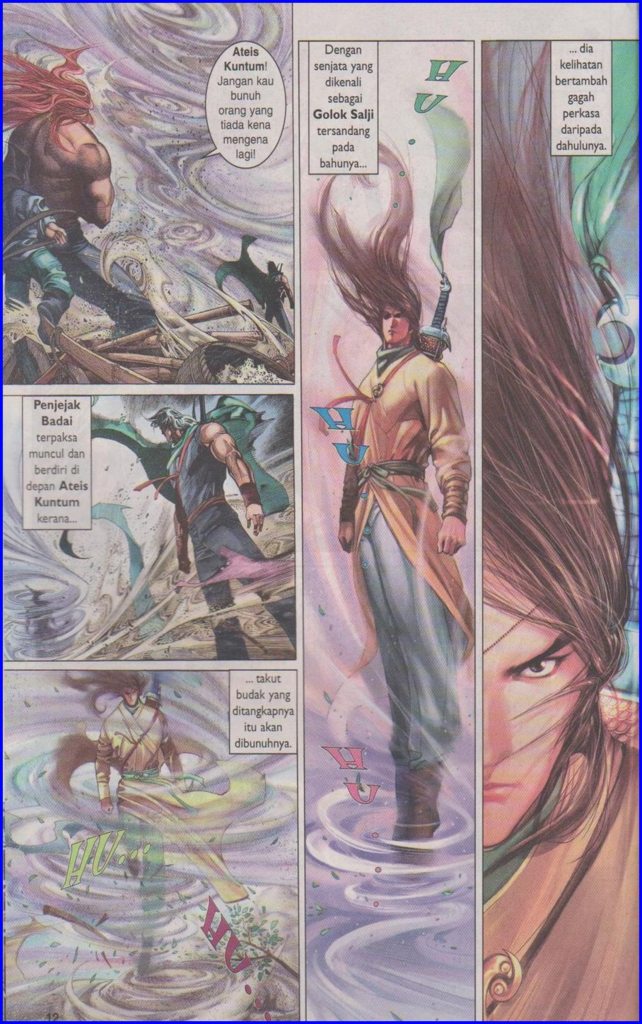 Ateis
Kuntum!
Jangan kau
bunuh
orang yang
tiada kena
mengena
lagi!
Penjejak
Badai
terpaksa
muncul dan
berdiri di
depan Ateis
Kuntum
kerana...
... takut
budak yang
ditangkapnya
itu akan
dibunuhnya.
HU...
HU...
12
Dengan
senjata yang
dikenali
sebagai
Golok Salji
tersandang
pada
bahunya...
HU
HU
HU
... dia
kelihatan
bertambah
gagah
perkasa
daripada
dahulunya.